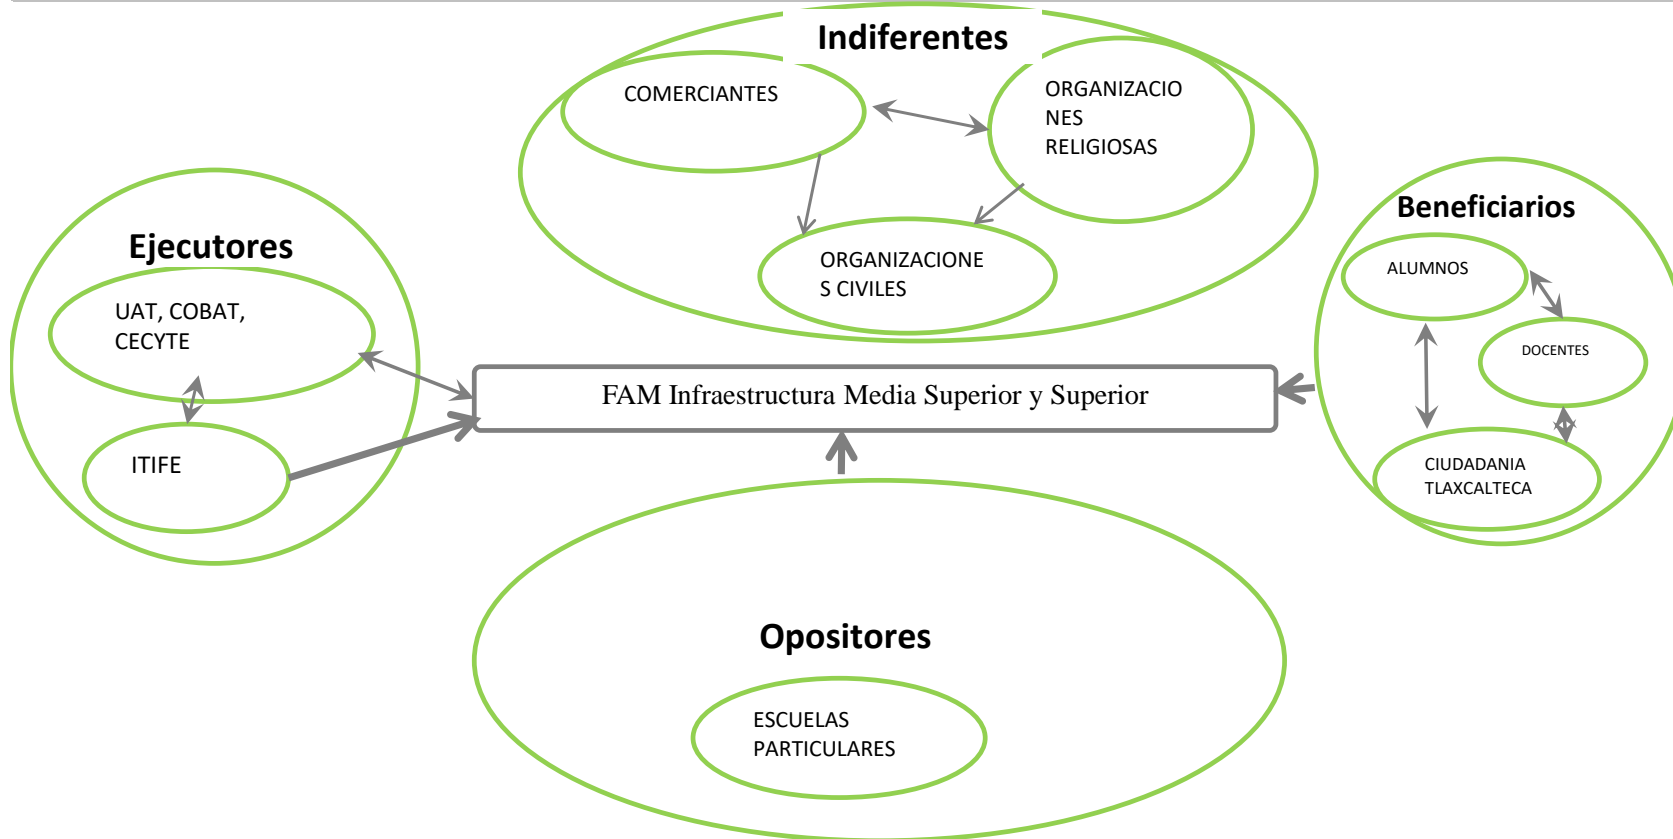 Indiferentes
COMERCIANTES
ORGANIZACIO
NES
RELIGIOSAS
ORGANIZACIONE
S CIVILES
Ejecutores
UAT, COBAT,
CECYTE
ITIFE
Beneficiarios
ALUMNOS
DOCENTES
CIUDADANIA
TLAXCALTECA
FAM Infraestructura Media Superior y Superior
Opositores
ESCUELAS
PARTICULARES